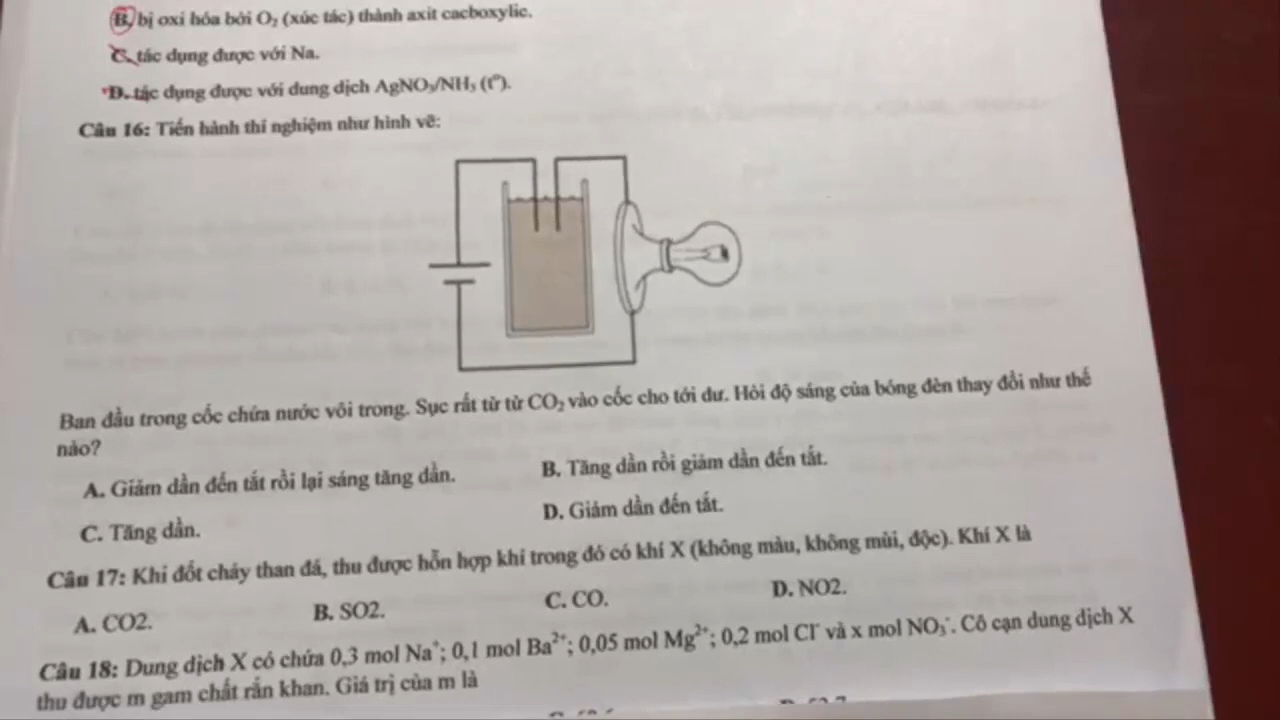 B. bị oxi hóa bởi O₂ (xúc tác) thành axit cacboxylic.
C. tác dụng được với Na.
D. tác dụng được với dung dịch AgNO₃/NH₃ (t°).
Câu 16: Tiến hành thí nghiệm như hình vẽ:
Ban đầu trong cốc chứa nước vôi trong. Sục rất từ từ CO₂ vào cốc cho tới dư. Hỏi độ sáng của bóng đèn thay đổi như thế
nào?
A. Giảm dần đến tắt rồi lại sáng tăng dần. B. Tăng dần rồi giảm dần đến tắt.
C. Tăng dần. D. Giảm dần đến tắt.
Câu 17: Khi đốt cháy than đá, thu được hỗn hợp khí trong đó có khí X (không màu, không mùi, độc). Khí X là
A. CO2. B. SO2. C. CO. D. NO2.
Câu 18: Dung dịch X có chứa 0,3 mol Na⁺; 0,1 mol Ba²⁺; 0,05 mol Mg²⁺; 0,2 mol Cl⁻ và x mol NO₃⁻. Cô cạn dung dịch X
thu được m gam chất rắn khan. Giá trị của m là